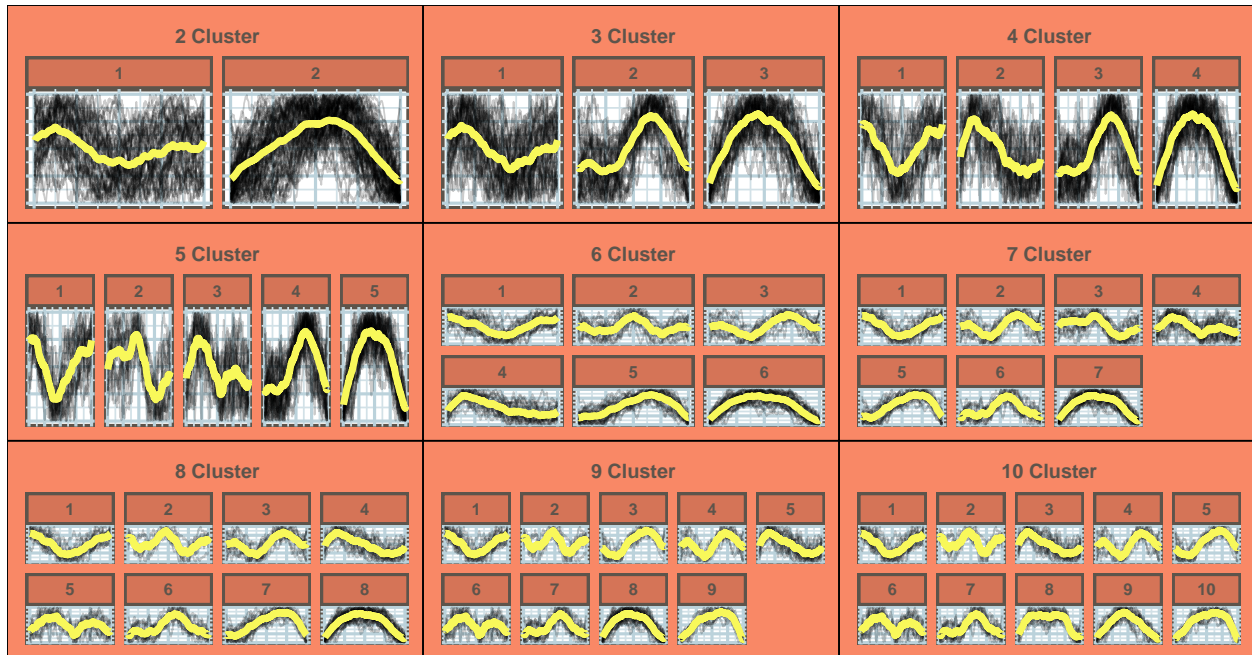 2 Cluster
1 2
3 Cluster
1 2 3
4 Cluster
1 2 3 4
5 Cluster
1 2 3 4 5
6 Cluster
1 2 3
4 5 6
7 Cluster
1 2 3 4
5 6 7
8 Cluster
1 2 3 4
5 6 7 8
9 Cluster
1 2 3 4 5
6 7 8 9
10 Cluster
1 2 3 4 5
6 7 8 9 10